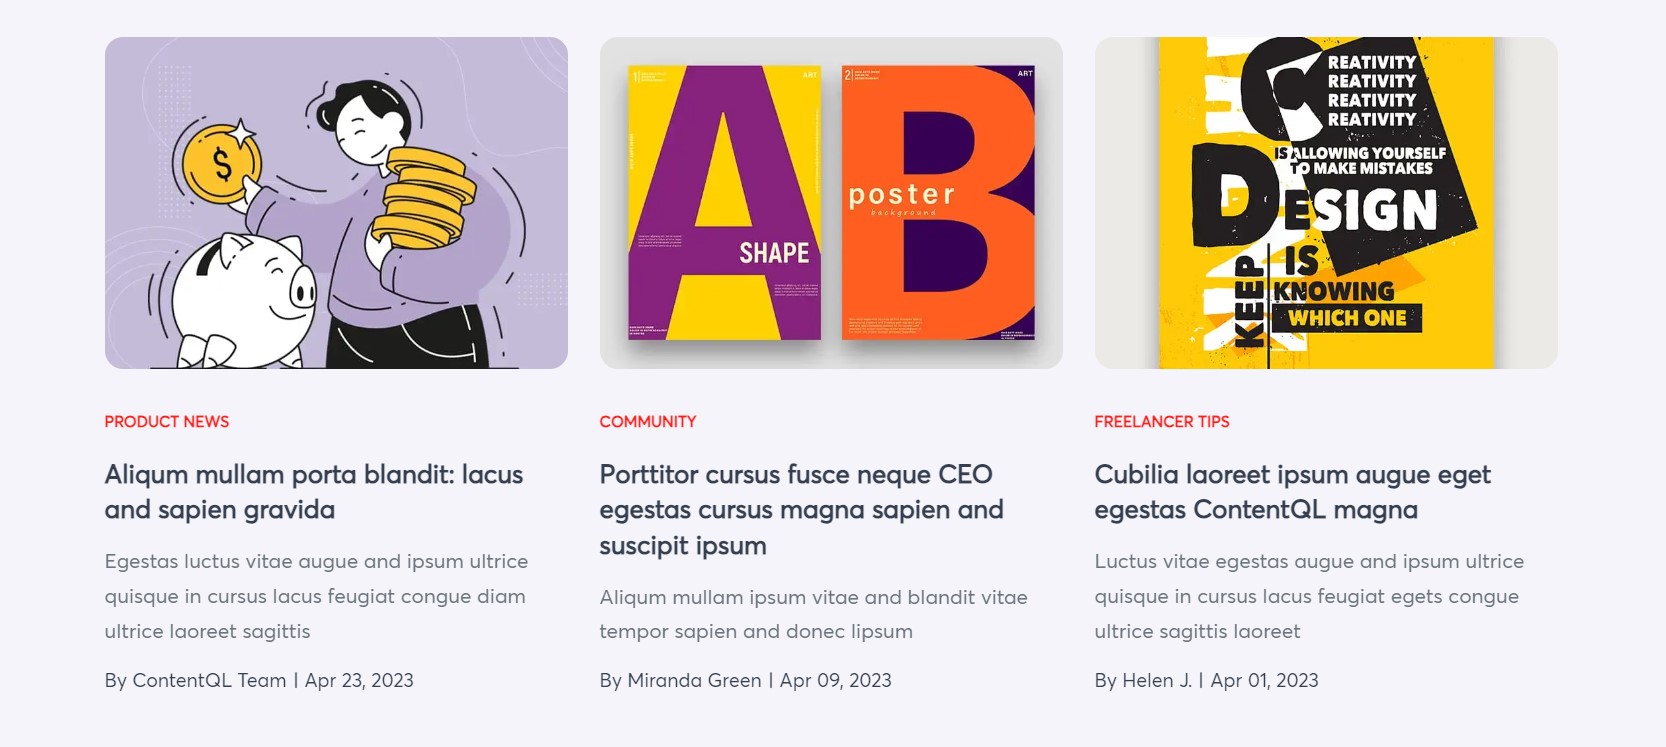 $
1
ART
SHAPE
2
ART
poster
background
REATIVITY
REATIVITY
REATIVITY
REATIVITY
IS ALLOWING YOURSELF
TO MAKE MISTAKES
DESIGN
IS
KNOWING
WHICH ONE
KEEP
PRODUCT NEWS
Aliqum mullam porta blandit: lacus
and sapien gravida
Egestas luctus vitae augue and ipsum ultrice
quisque in cursus lacus feugiat congue diam
ultrice laoreet sagittis
By ContentQL Team | Apr 23, 2023
COMMUNITY
Porttitor cursus fusce neque CEO
egestas cursus magna sapien and
suscipit ipsum
Aliqum mullam ipsum vitae and blandit vitae
tempor sapien and donec lipsum
By Miranda Green | Apr 09, 2023
FREELANCER TIPS
Cubilia laoreet ipsum augue eget
egestas ContentQL magna
Luctus vitae egestas augue and ipsum ultrice
quisque in cursus lacus feugiat egets congue
ultrice sagittis laoreet
By Helen J. | Apr 01, 2023